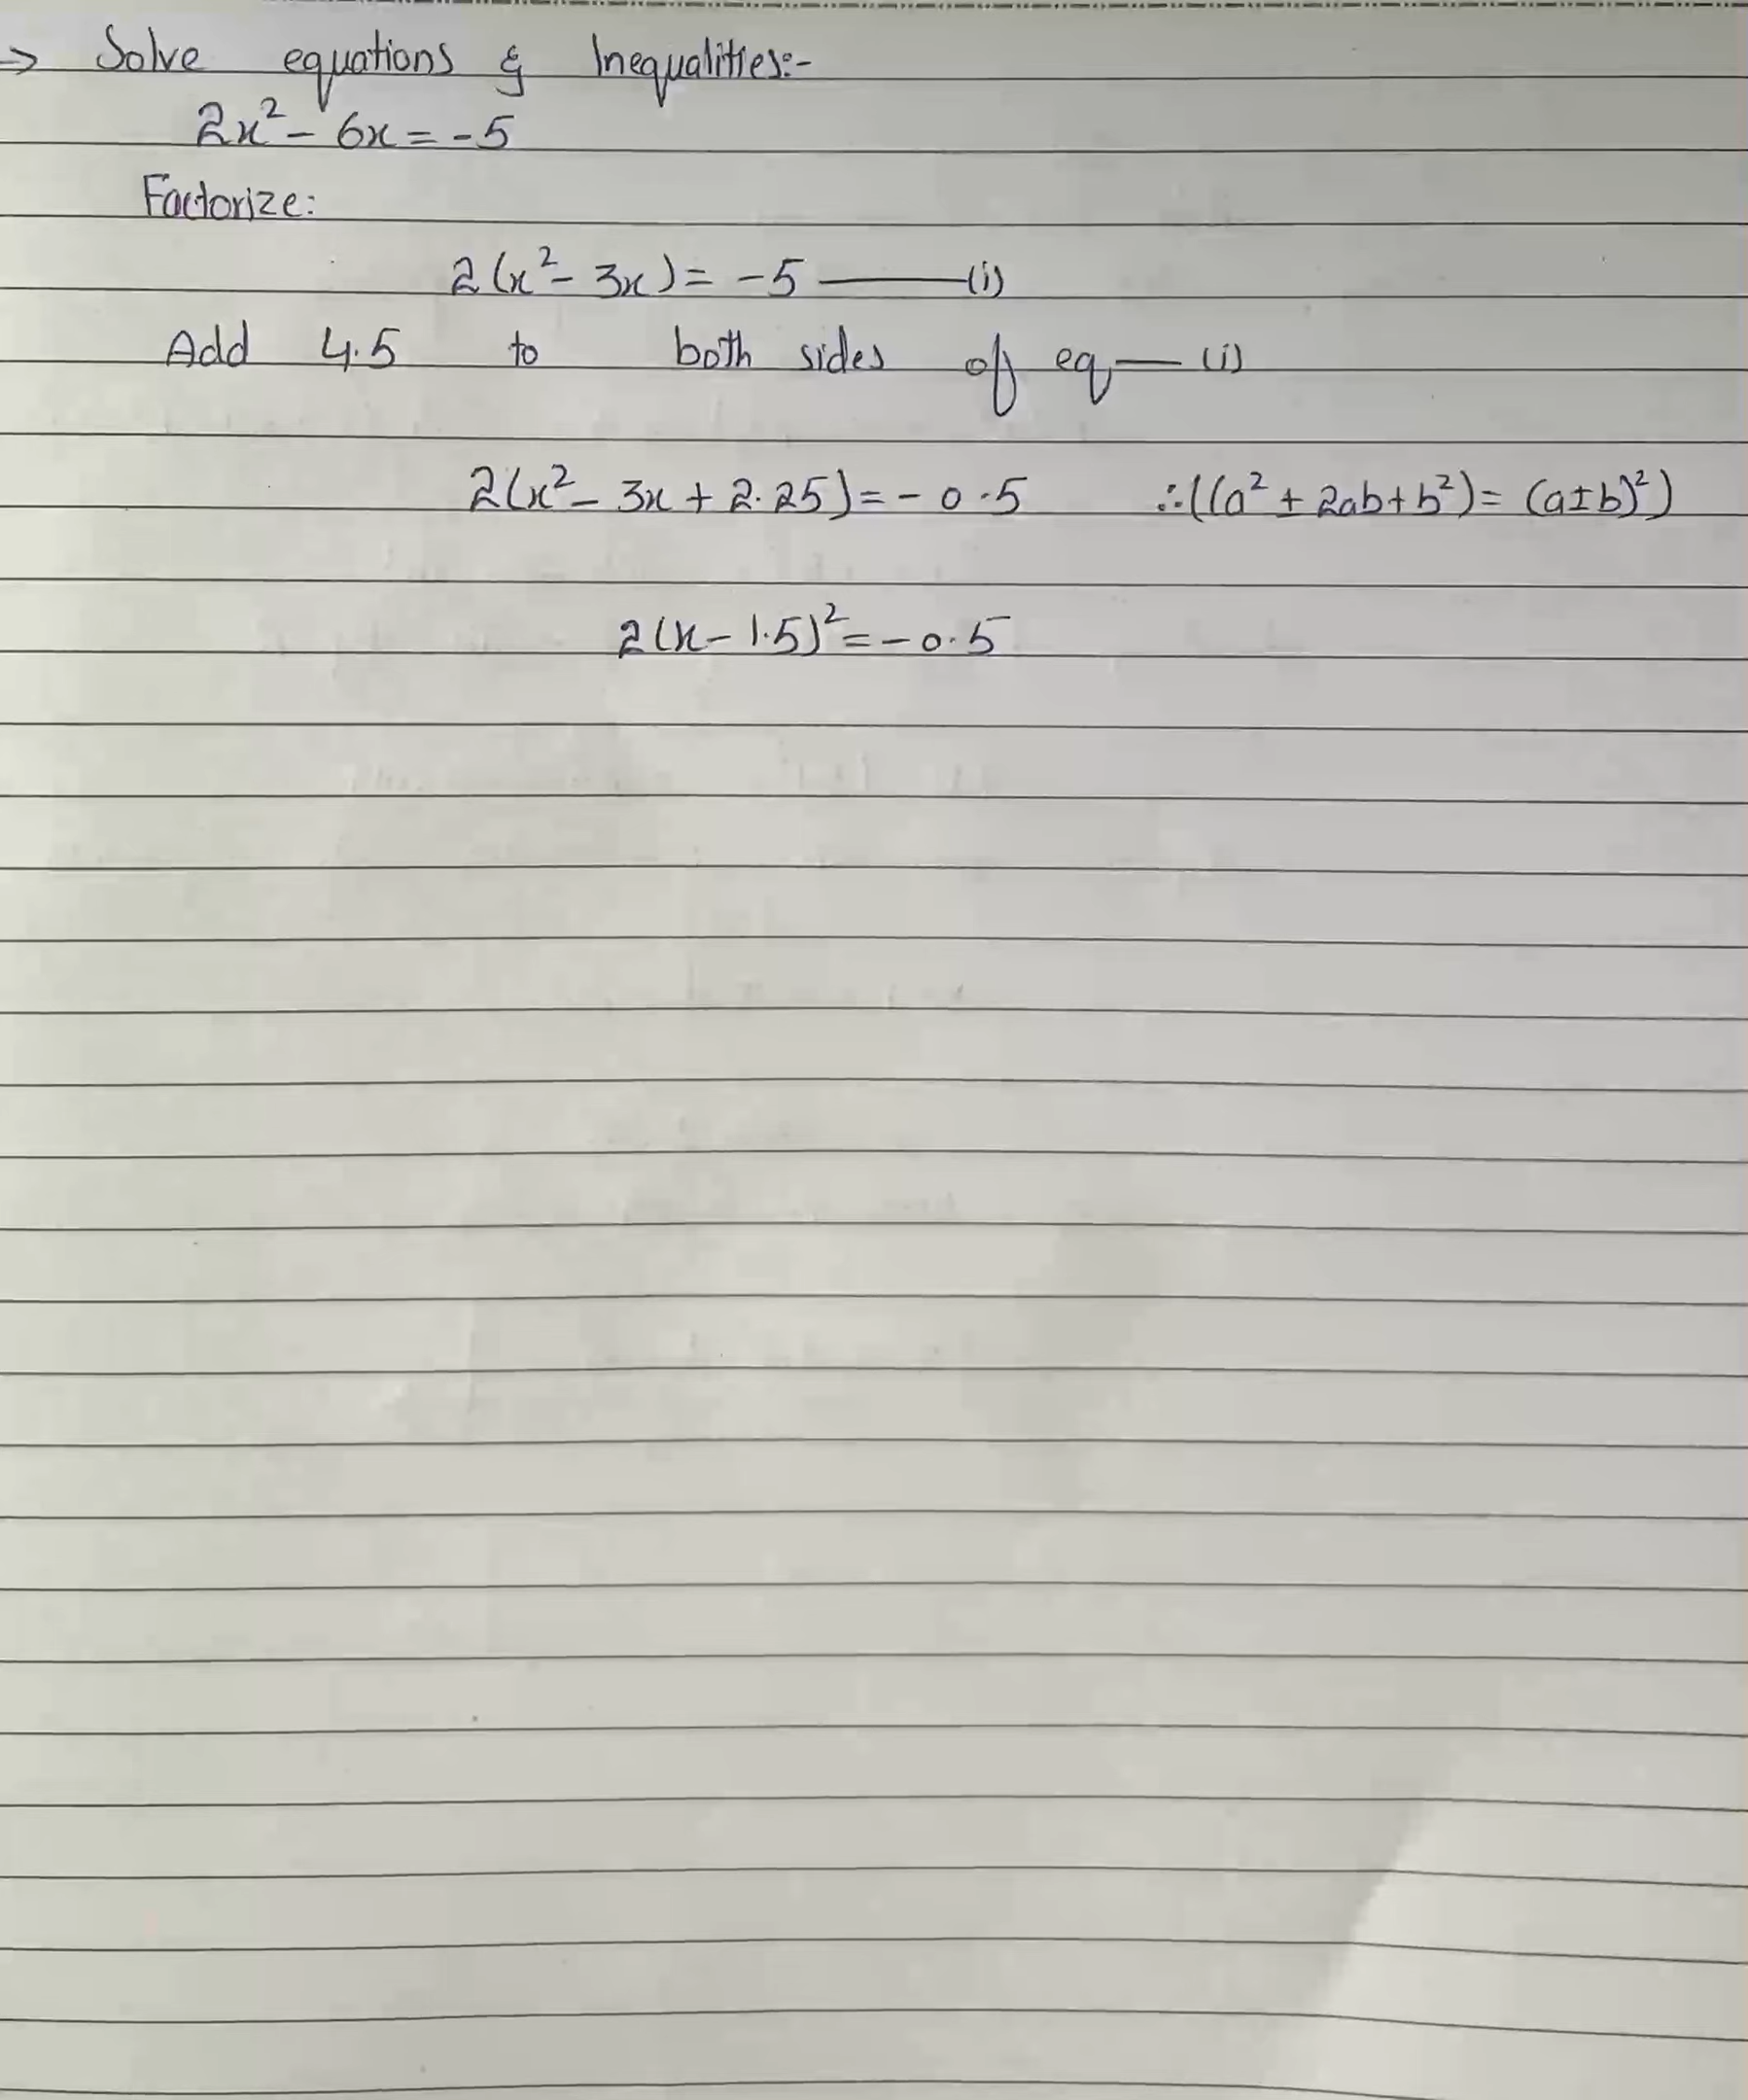 → Solve equations & Inequalities:-
2x² - 6x = -5
Factorize:
2(x² - 3x) = -5 ——— (i)
Add 4.5 to both sides of eq — (i)
2(x² - 3x + 2.25) = - 0.5 ∴((a² ± 2ab + b²) = (a±b)²)
2(x - 1.5)² = - 0.5